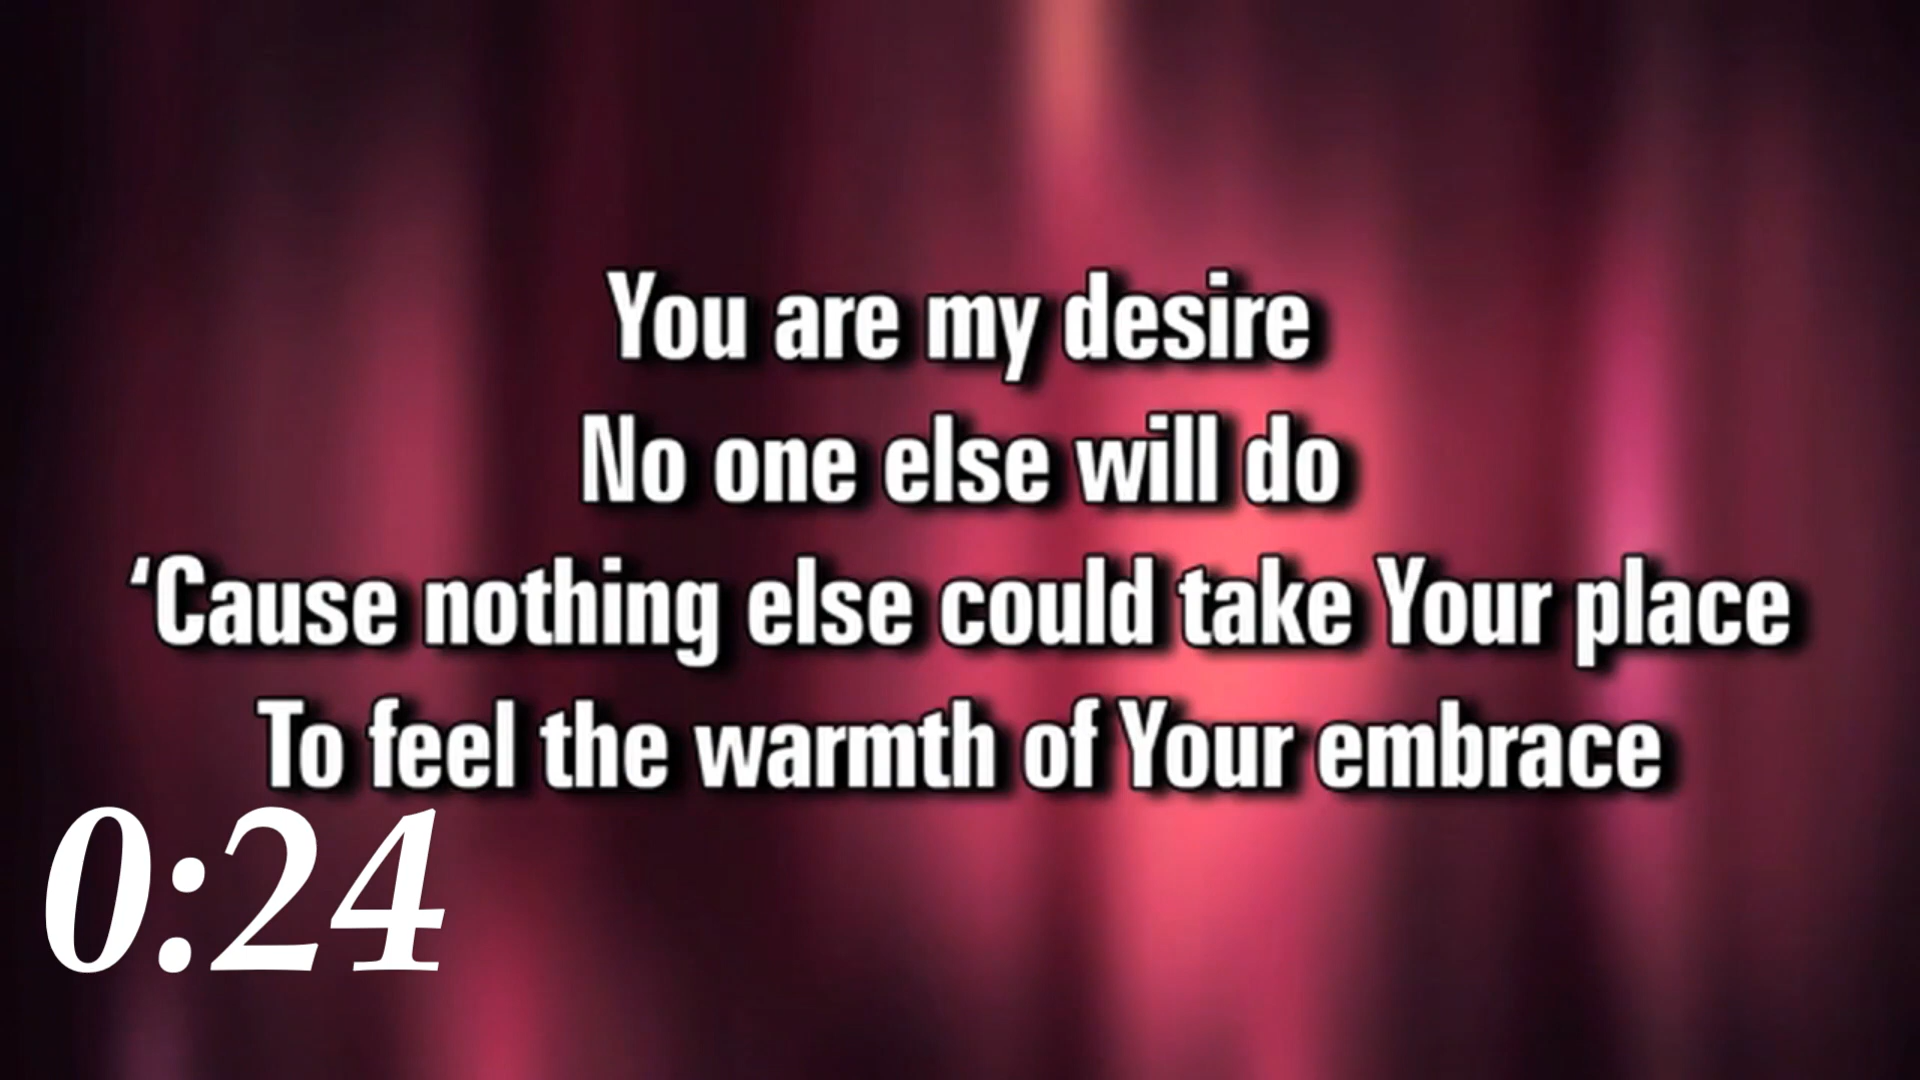 You are my desire
No one else will do
‘Cause nothing else could take Your place
To feel the warmth of Your embrace
0:24